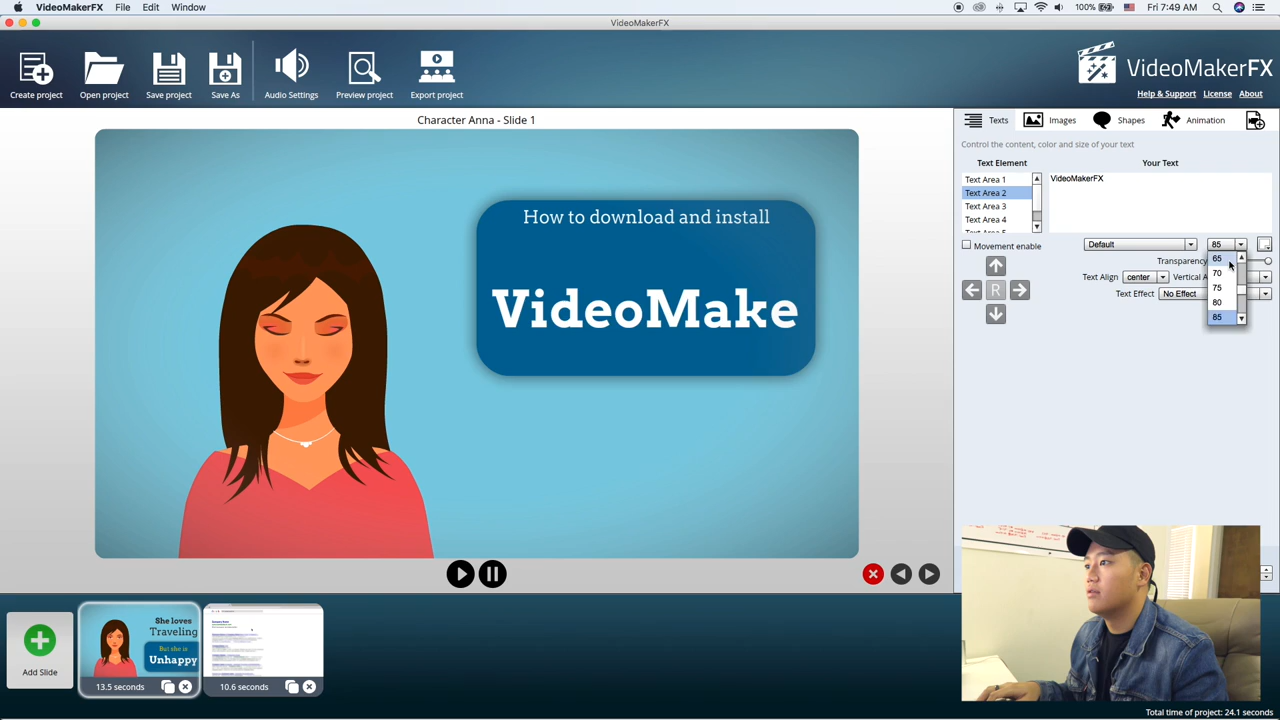 VideoMakerFX File Edit Window
100% Fri 7:49 AM
VideoMakerFX
Create project Open project Save project Save As Audio Settings Preview project Export project
VideoMakerFX
Help & Support License About
Character Anna - Slide 1
Texts Images Shapes Animation
Control the content, color and size of your text
Text Element Your Text
Text Area 1
Text Area 2
Text Area 3
Text Area 4
Text Area 5
VideoMakerFX
Movement enable
Default 85
65
70
75
80
85
Transparency
Text Align center Vertical A
Text Effect No Effect
R
How to download and install
VideoMake
Add Slide
She loves
Traveling
But she is
Unhappy
13.5 seconds
10.6 seconds
Total time of project: 24.1 seconds